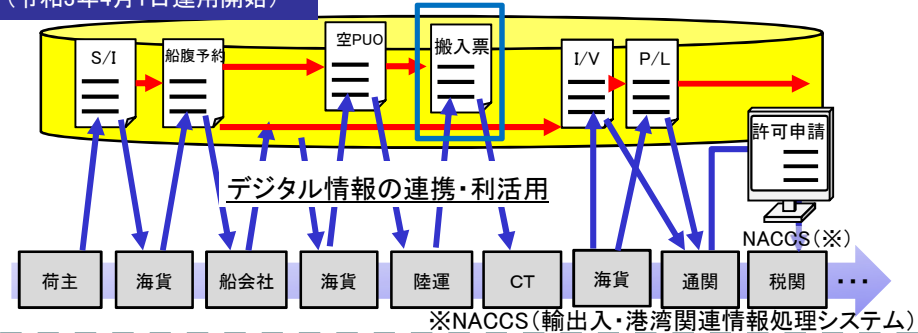 (令和3年4月1日運用開始)
S/I
船腹予約
空PUO
搬入票
I/V
P/L
許可申請
デジタル情報の連携・利活用
NACCS(※)
荷主
海貨
船会社
海貨
陸運
CT
海貨
通関
税関
…
※NACCS(輸出入・港湾関連情報処理システム)